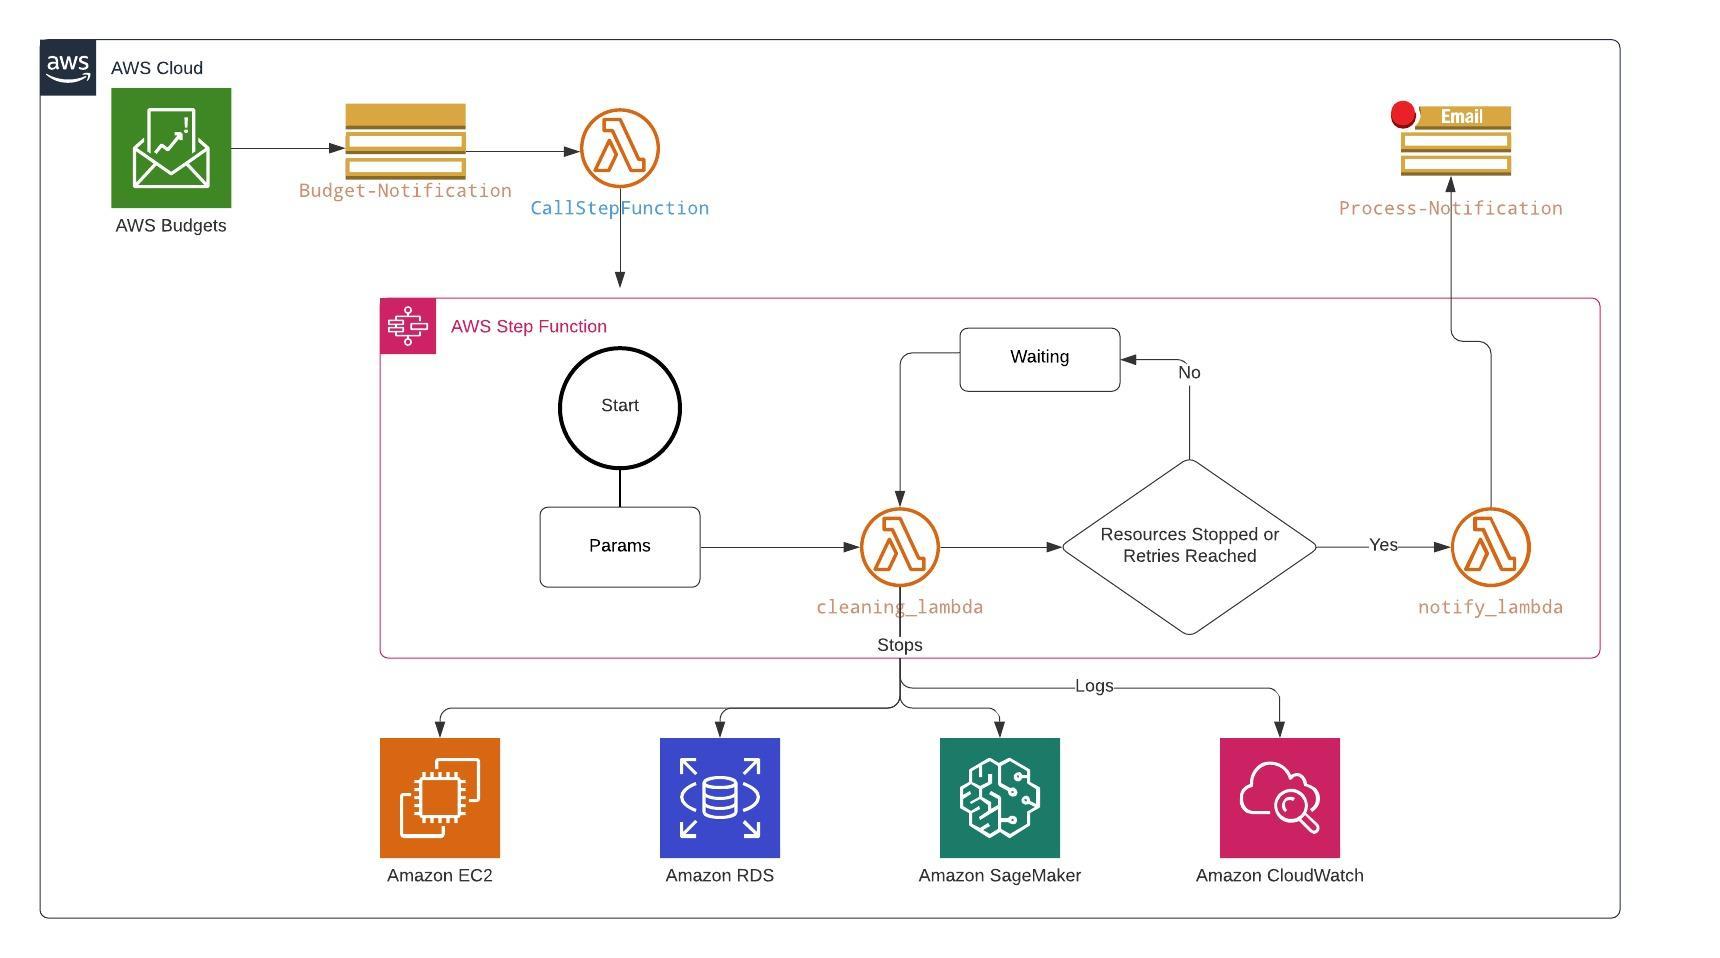 aws
AWS Cloud
Email
Budget-Notification
CallStepFunction
Process-Notification
AWS Budgets
AWS Step Function
Waiting
No
Start
Params
Resources Stopped or
Retries Reached
Yes
cleaning_lambda
notify_lambda
Stops
Logs
Amazon EC2
Amazon RDS
Amazon SageMaker
Amazon CloudWatch